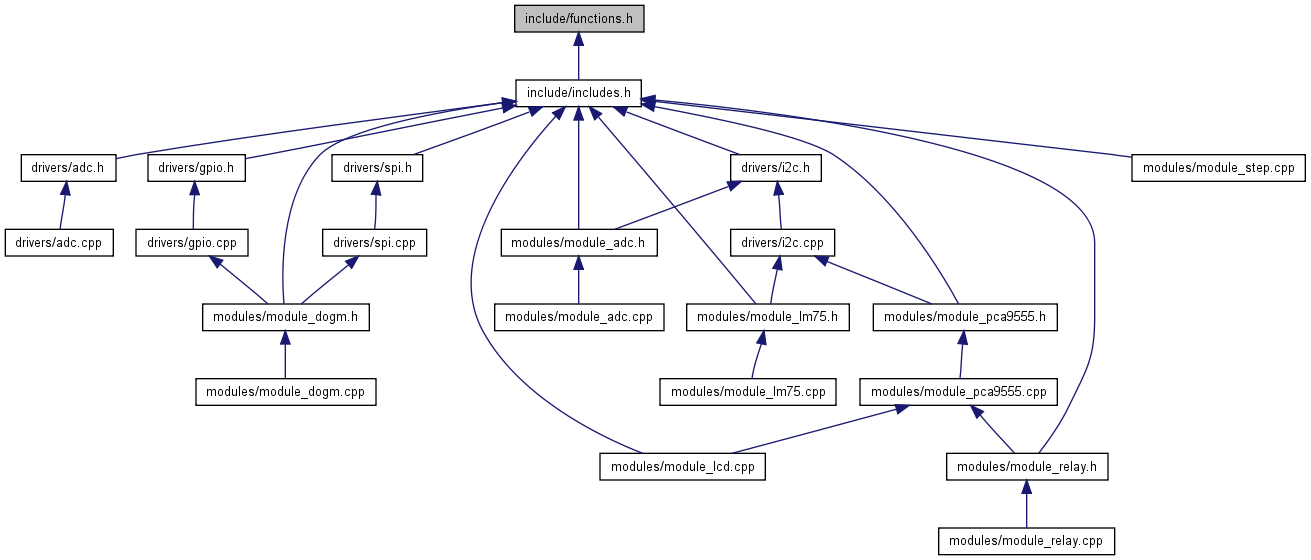 include/functions.h
include/includes.h
drivers/adc.h
drivers/gpio.h
drivers/spi.h
drivers/i2c.h
modules/module_step.cpp
drivers/adc.cpp
drivers/gpio.cpp
drivers/spi.cpp
modules/module_adc.h
drivers/i2c.cpp
modules/module_dogm.h
modules/module_adc.cpp
modules/module_lm75.h
modules/module_pca9555.h
modules/module_dogm.cpp
modules/module_lm75.cpp
modules/module_pca9555.cpp
modules/module_lcd.cpp
modules/module_relay.h
modules/module_relay.cpp